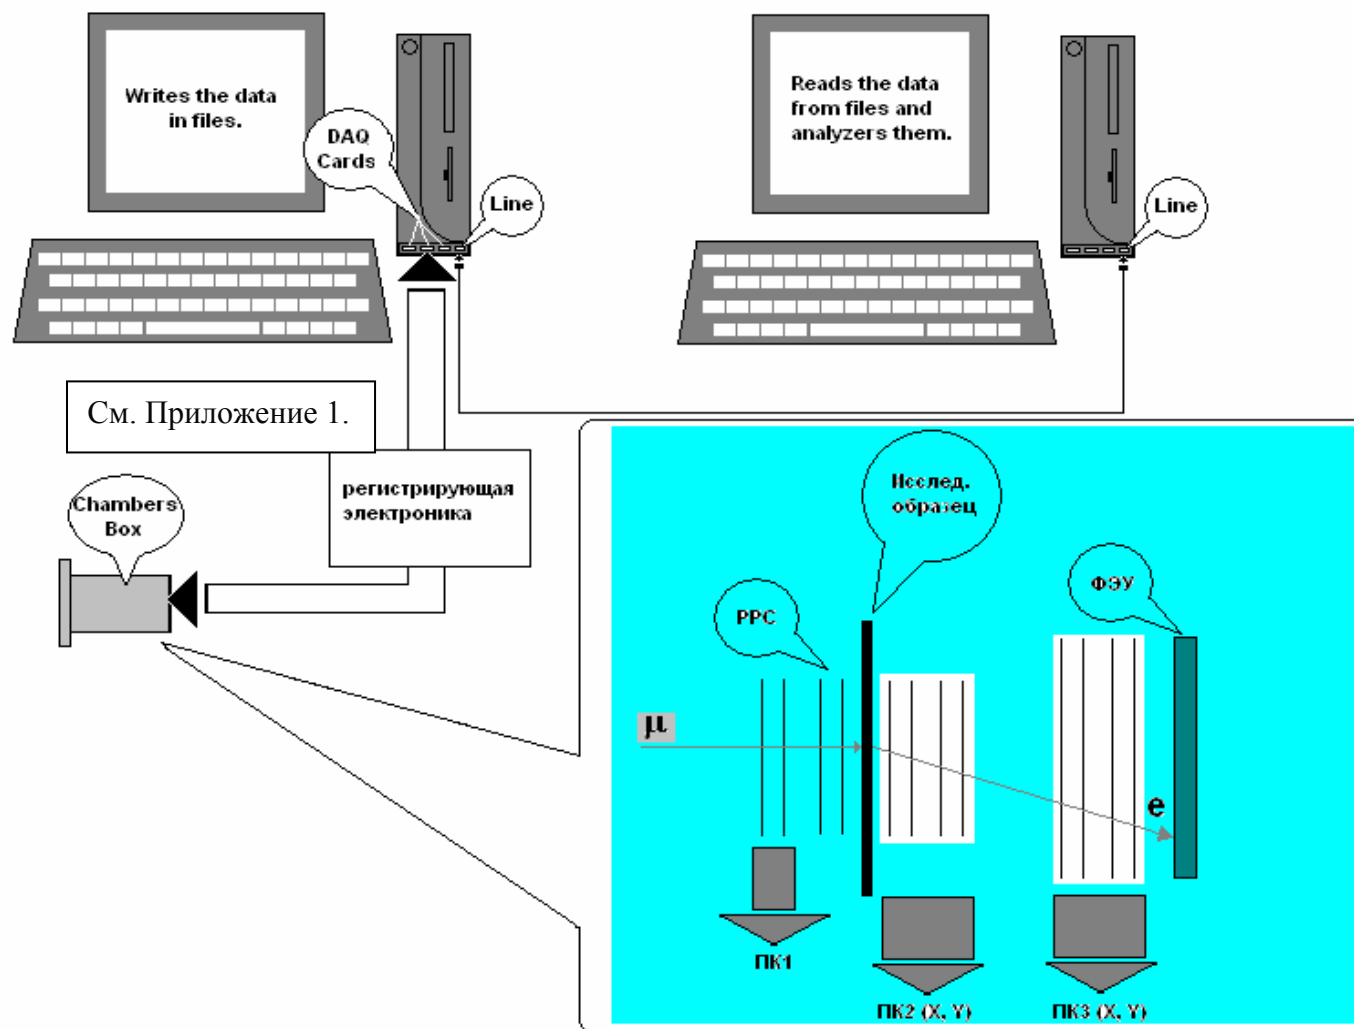 Writes the data
in files.
DAQ
Cards
Line
Reads the data
from files and
analyzers them.
Line
См. Приложение 1.
регистрирующая
электроника
Chambers
Box
Исслед.
образец
ФЭУ
PPC
μ
e
ПК1
ПК2 (X, Y)
ПК3 (X, Y)